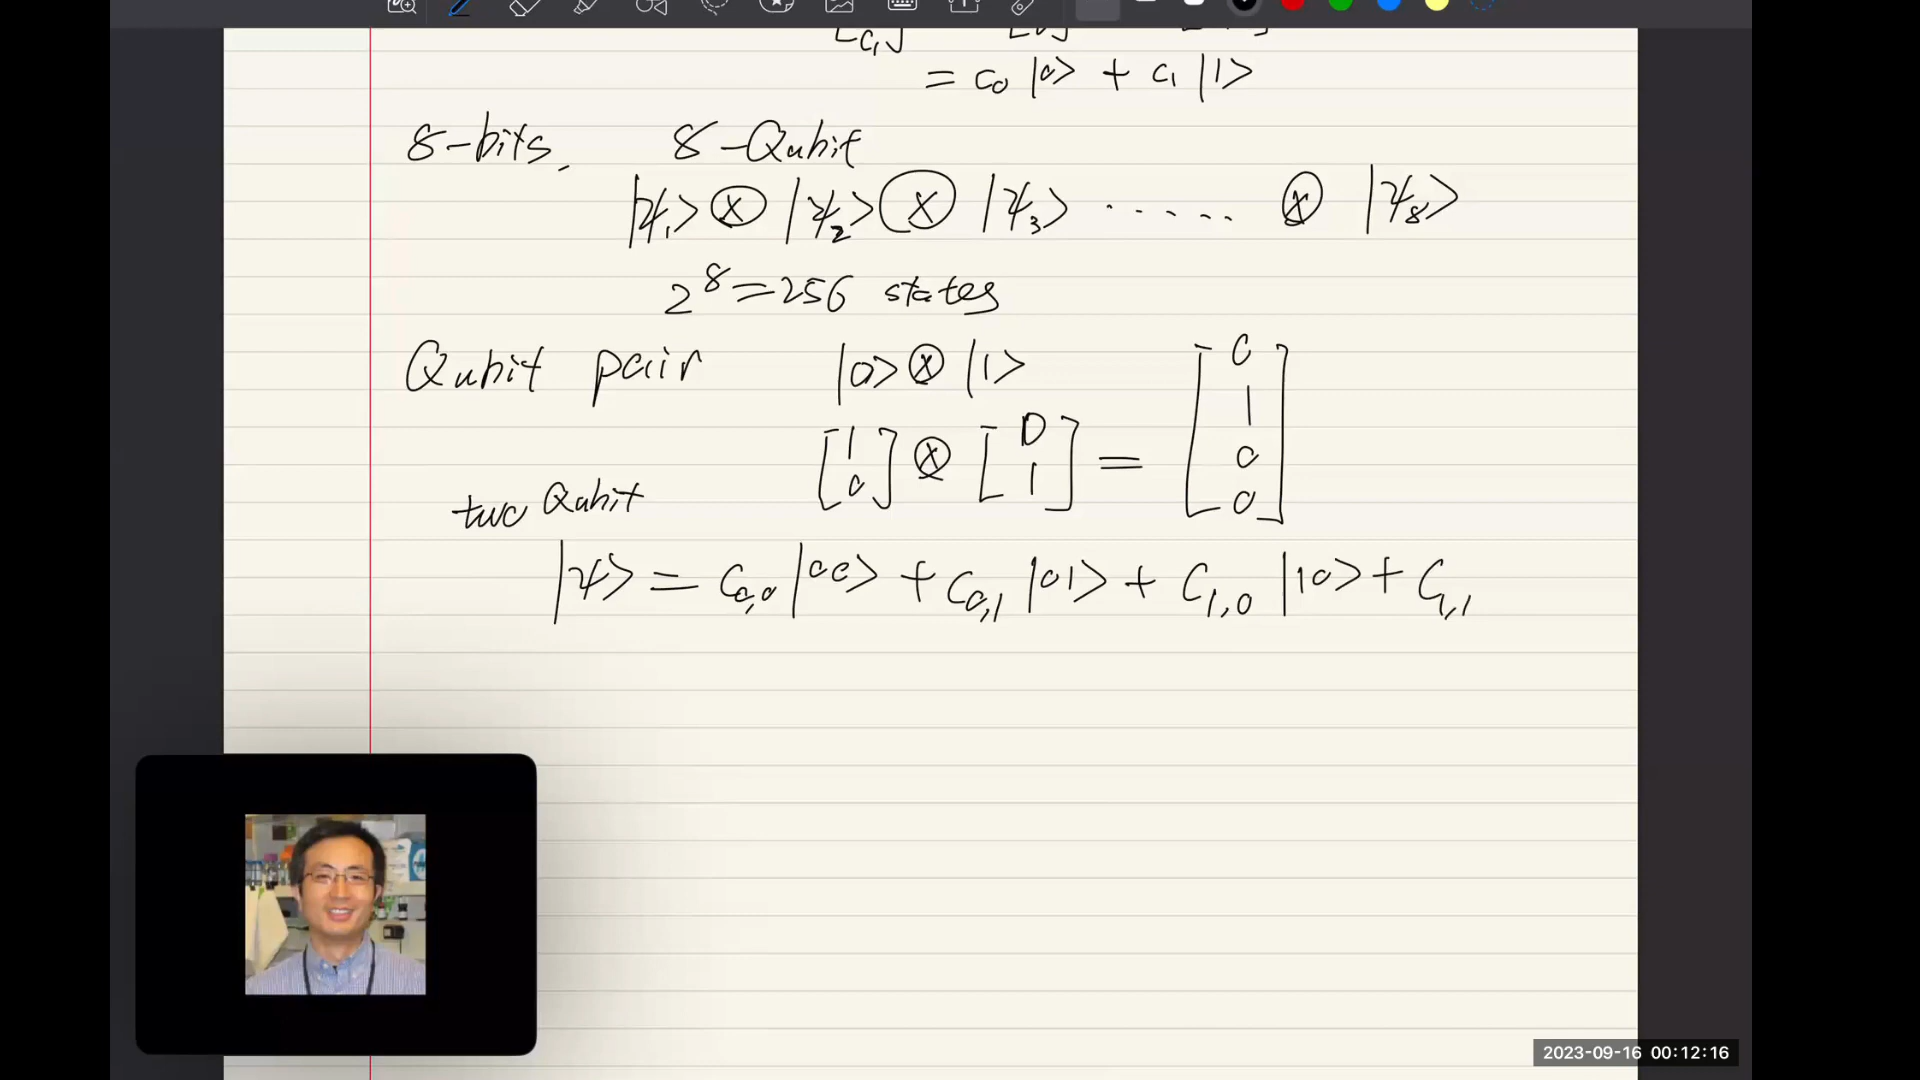 = c₀ |0⟩ + c₁ |1⟩
8-bits. 8-Qubit
|ψ₁⟩ ⊗ |ψ₂⟩ ⊗ |ψ₃⟩ ...... ⊗ |ψ₈⟩
2⁸ = 256 states
Qubit pair |0⟩ ⊗ |1⟩
[1 0] ⊗ [0 1] = [0 1 0 0]
two Qubit
|ψ⟩ = C₀,₀ |00⟩ + C₀,₁ |01⟩ + C₁,₀ |10⟩ + C₁,₁
2023-09-16 00:12:16